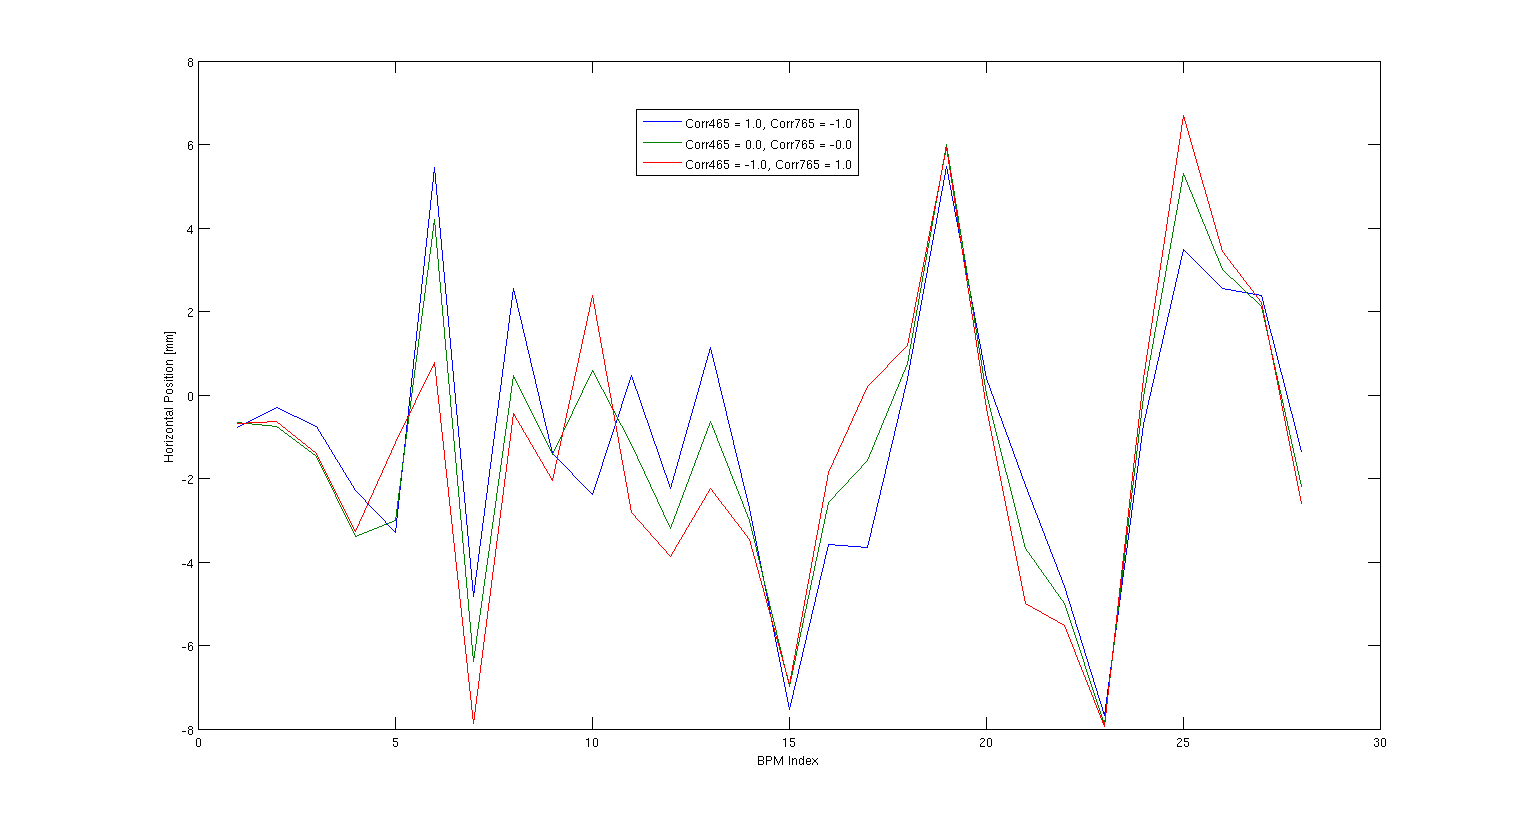 8
6
4
2
0
-2
-4
-6
-8
Horizontal Position [mm]
Corr465 = 1.0, Corr765 = -1.0
Corr465 = 0.0, Corr765 = -0.0
Corr465 = -1.0, Corr765 = 1.0
0 5 10 15 20 25 30
BPM Index